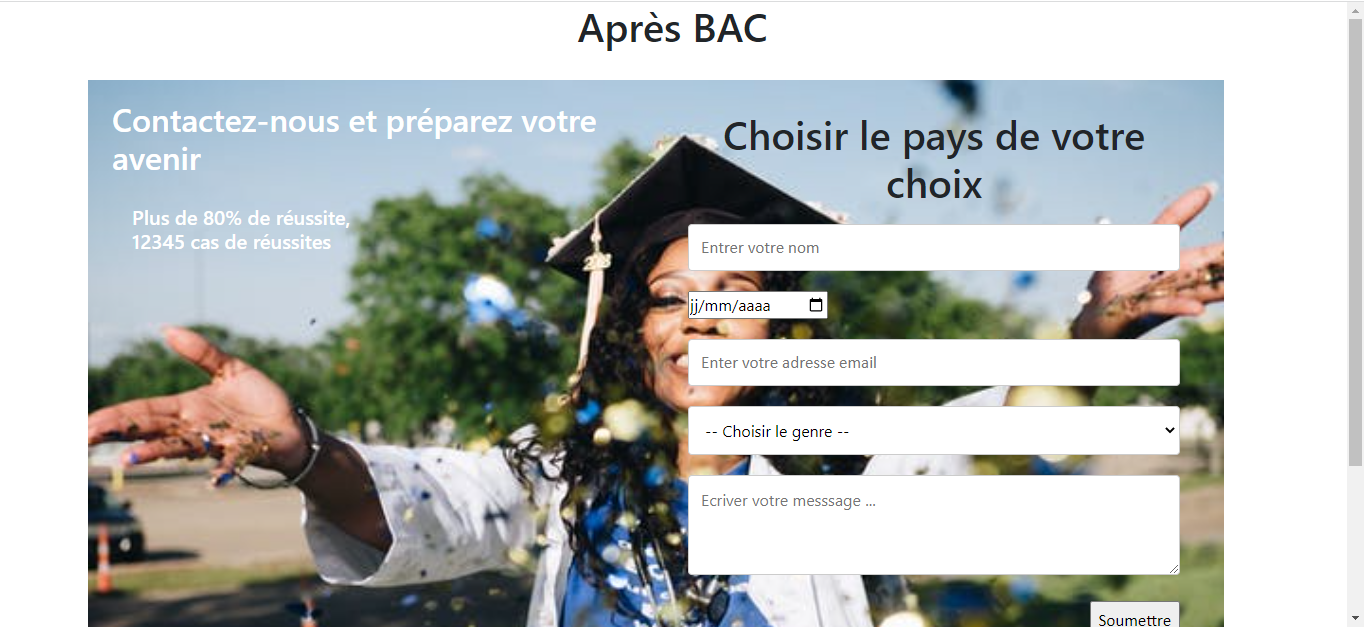 Après BAC
Contactez-nous et préparez votre
avenir
Plus de 80% de réussite,
12345 cas de réussites
Choisir le pays de votre
choix
Entrer votre nom
jj/mm/aaaa
Enter votre adresse email
-- Choisir le genre --
Ecriver votre messsage ...
Soumettre